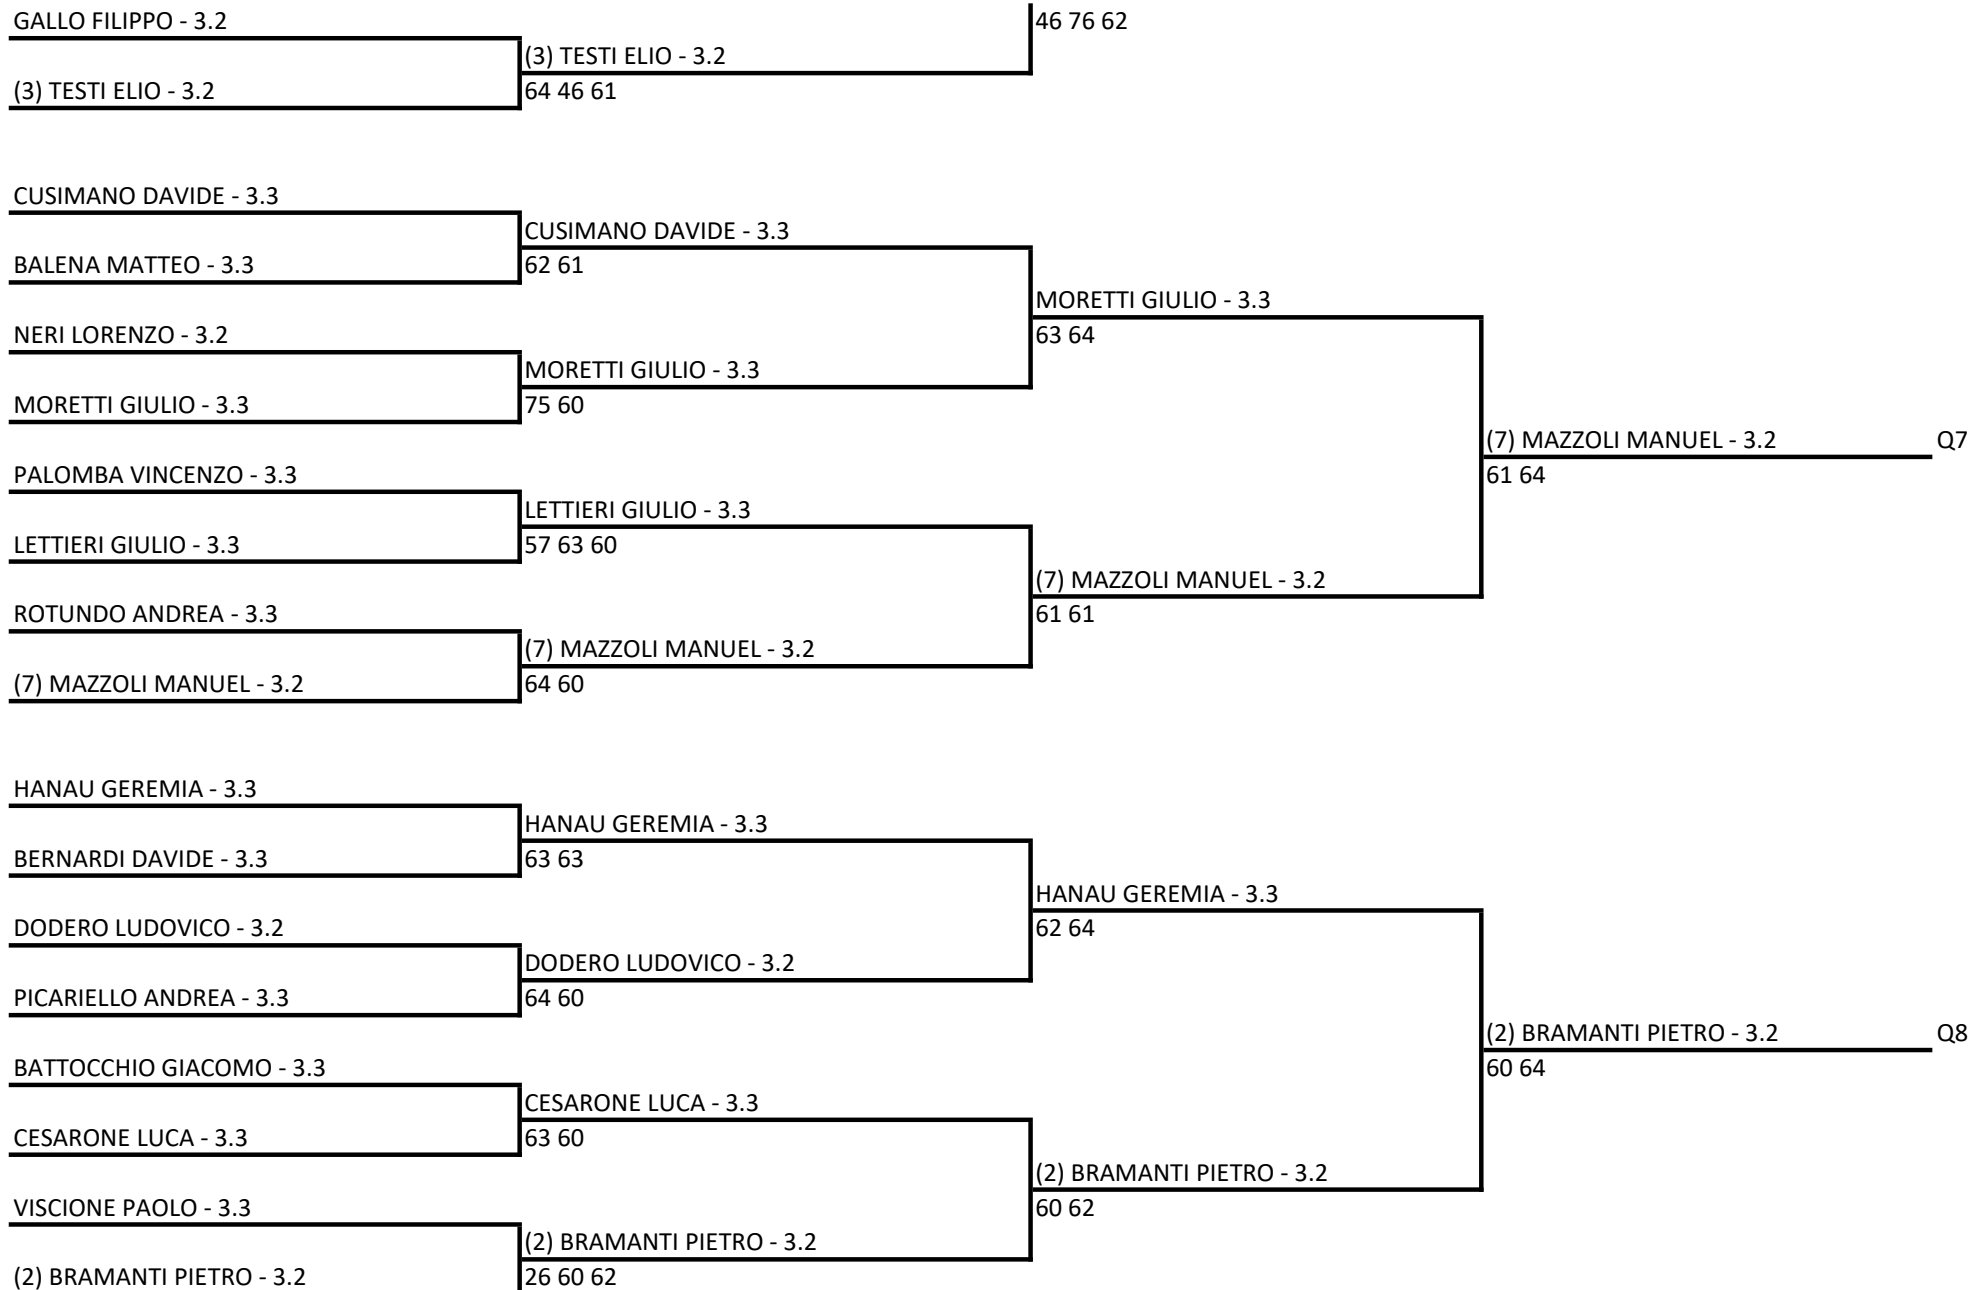 GALLO FILIPPO - 3.2
46 76 62
(3) TESTI ELIO - 3.2
(3) TESTI ELIO - 3.2
64 46 61
CUSIMANO DAVIDE - 3.3
CUSIMANO DAVIDE - 3.3
BALENA MATTEO - 3.3
62 61
MORETTI GIULIO - 3.3
NERI LORENZO - 3.2
63 64
MORETTI GIULIO - 3.3
MORETTI GIULIO - 3.3
75 60
(7) MAZZOLI MANUEL - 3.2
Q7
PALOMBA VINCENZO - 3.3
61 64
LETTIERI GIULIO - 3.3
LETTIERI GIULIO - 3.3
57 63 60
(7) MAZZOLI MANUEL - 3.2
ROTUNDO ANDREA - 3.3
61 61
(7) MAZZOLI MANUEL - 3.2
(7) MAZZOLI MANUEL - 3.2
64 60
HANAU GEREMIA - 3.3
HANAU GEREMIA - 3.3
BERNARDI DAVIDE - 3.3
63 63
HANAU GEREMIA - 3.3
DODERO LUDOVICO - 3.2
62 64
DODERO LUDOVICO - 3.2
PICARIELLO ANDREA - 3.3
64 60
(2) BRAMANTI PIETRO - 3.2
Q8
BATTOCCHIO GIACOMO - 3.3
60 64
CESARONE LUCA - 3.3
CESARONE LUCA - 3.3
63 60
(2) BRAMANTI PIETRO - 3.2
VISCIONE PAOLO - 3.3
60 62
(2) BRAMANTI PIETRO - 3.2
(2) BRAMANTI PIETRO - 3.2
26 60 62